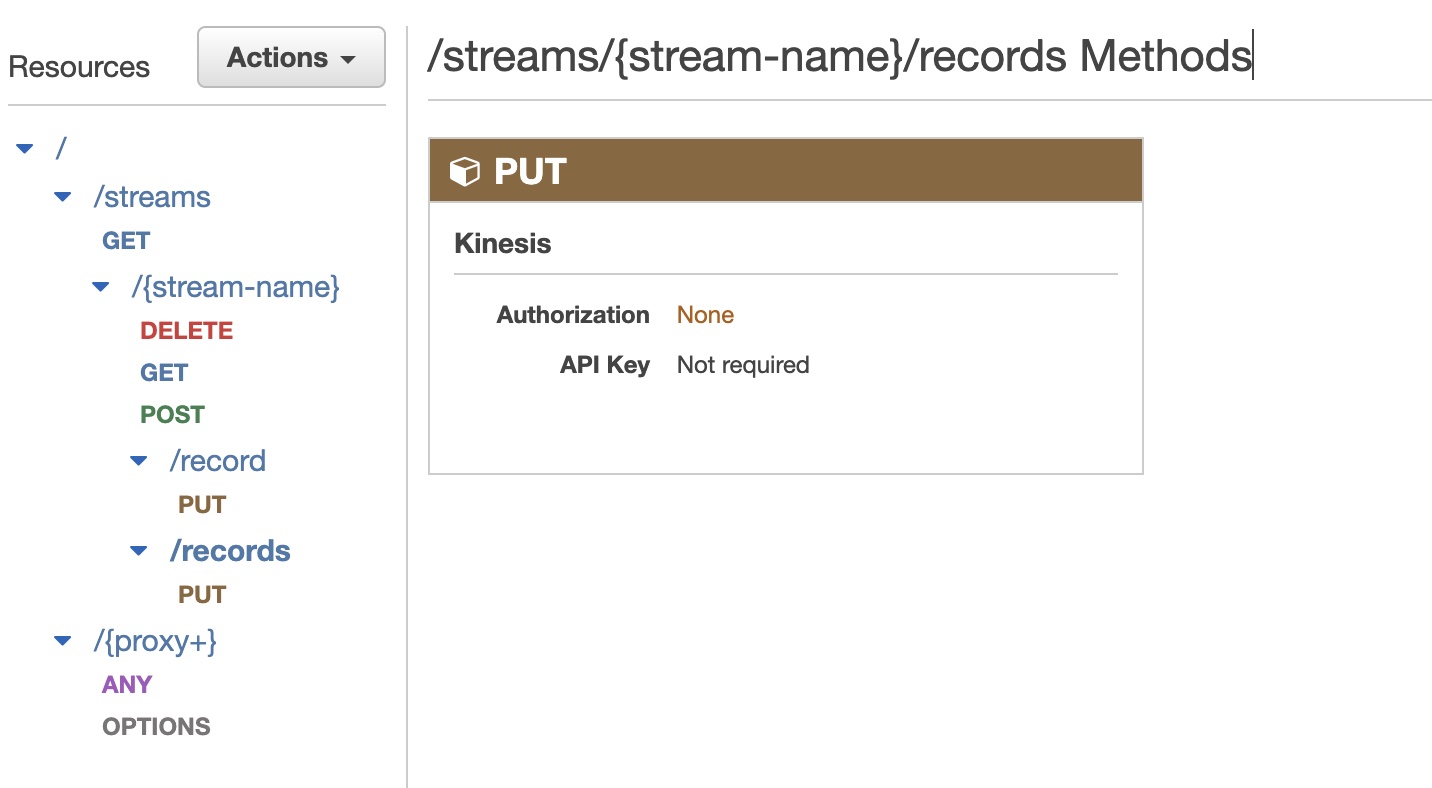 Resources
Actions
/
/streams
GET
/{stream-name}
DELETE
GET
POST
/record
PUT
/records
PUT
/{proxy+}
ANY
OPTIONS
/streams/{stream-name}/records Methods
PUT
Kinesis
Authorization None
API Key Not required